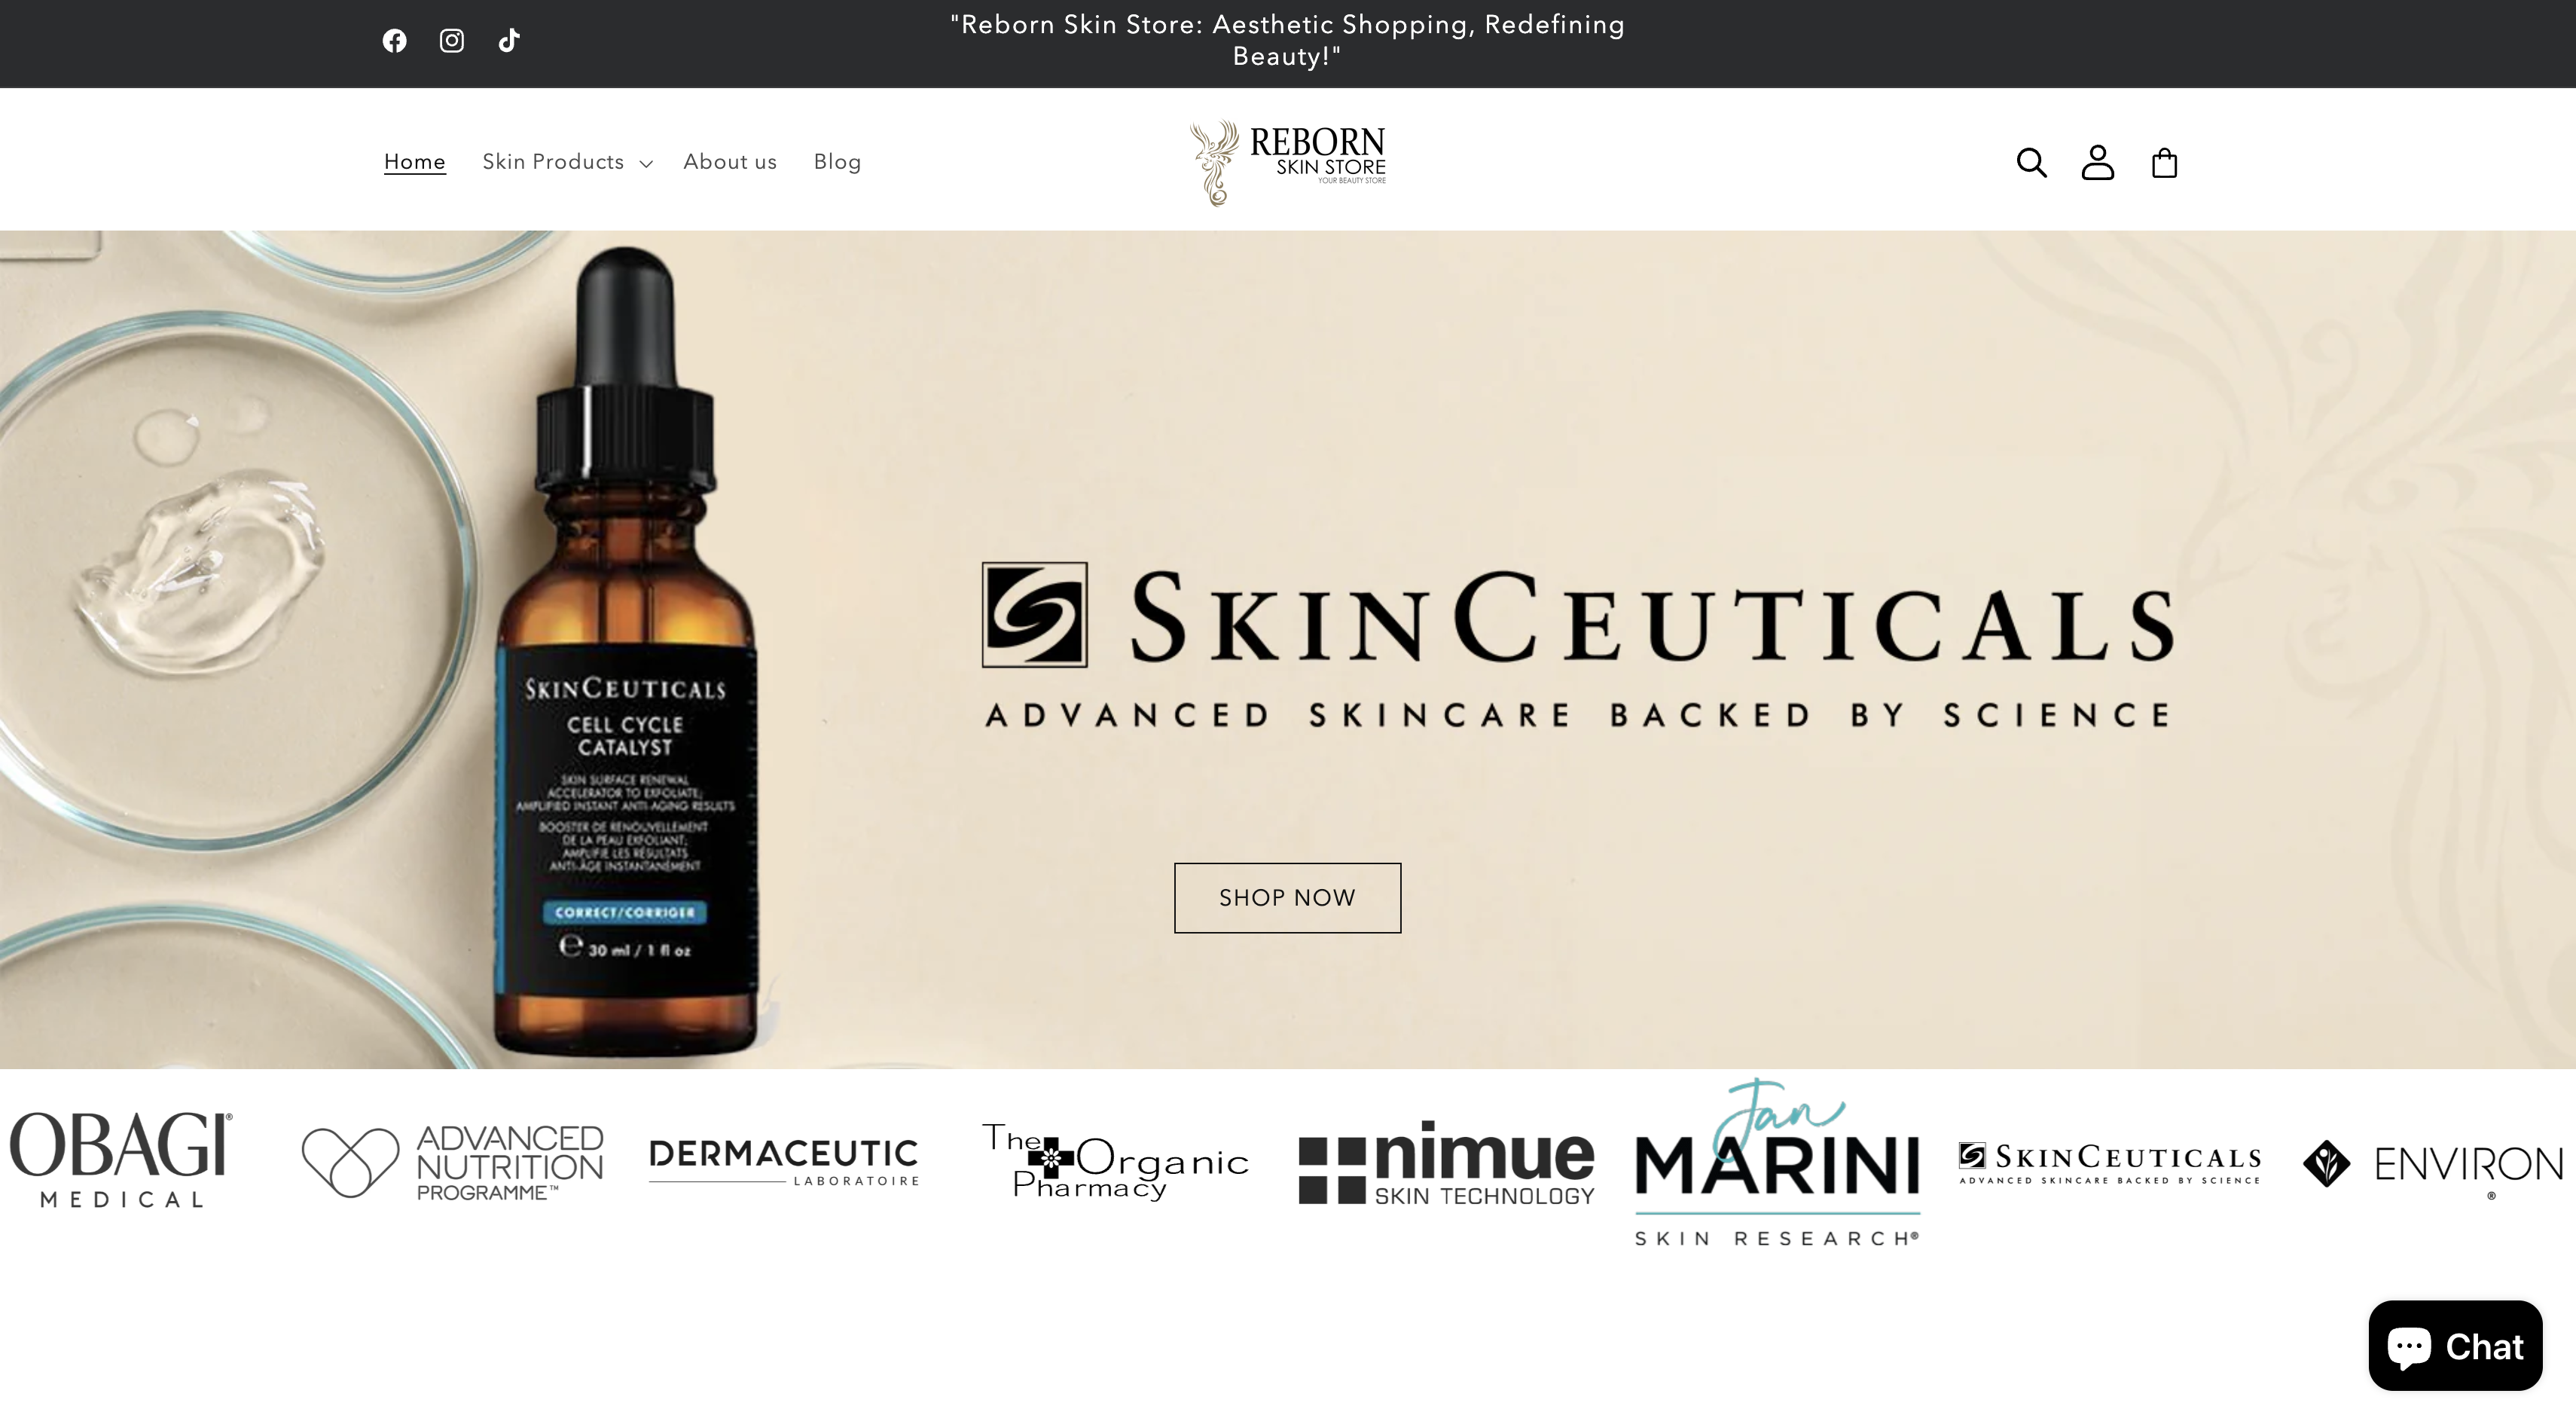 "Reborn Skin Store: Aesthetic Shopping, Redefining
Beauty!"
Home
Skin Products
About us
Blog
REBORN
SKIN STORE
YOUR BEAUTY STORE
SKINCEUTICALS
CELL CYCLE
CATALYST
SKIN SURFACE RENEWAL
ACCELERATOR TO EXFOLIATE;
AMPLIFIED INSTANT ANTI-AGING RESULTS
BOOSTER DE RENOUVELLEMENT
DE LA PEAU EXFOLIANT;
AMPLIFIE LES RÉSULTATS
ANTI-ÂGE INSTANTANÉMENT
CORRECT/CORRIGER
e 30 ml / 1 fl oz
SKINCEUTICALS
ADVANCED SKINCARE BACKED BY SCIENCE
SHOP NOW
OBAGI®
MEDICAL
ADVANCED
NUTRITION
PROGRAMME™
DERMACEUTIC
LABORATOIRE
The
Organic
Pharmacy
nimue
SKIN TECHNOLOGY
Jan
MARINI
SKIN RESEARCH®
SKINCEUTICALS
ADVANCED SKINCARE BACKED BY SCIENCE
ENVIRON
®
Chat